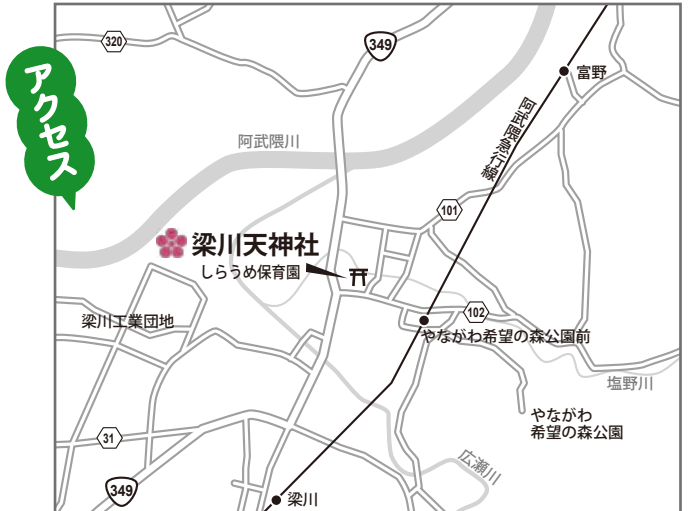 アクセス
320
349
富野
阿武隈急行線
阿武隈川
101
梁川天神社
しらうめ保育園
102
梁川工業団地
やながわ希望の森公園前
塩野川
やながわ
希望の森公園
31
広瀬川
349
梁川